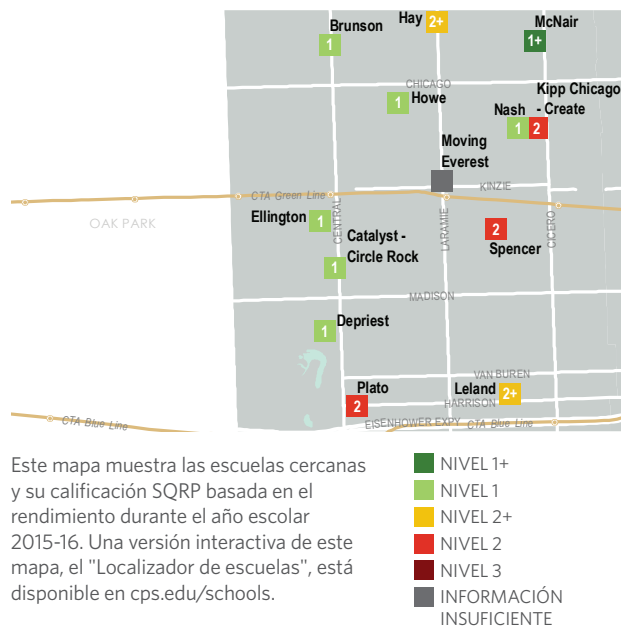 Hay
2+
McNair
1+
Brunson
1
CHICAGO
Howe
1
Kipp Chicago
- Create
Nash
1
2
Moving
Everest
KINZIE
CTA Green Line
OAK PARK
Ellington
1
CENTRAL
LARAMIE
CICERO
Catalyst -
Circle Rock
1
2
Spencer
MADISON
Depriest
1
VAN BUREN
Plato
2
Leland
2+
HARRISON
EISENHOWER EXPY
CTA Blue Line
CTA Blue Line
Este mapa muestra las escuelas cercanas
y su calificación SQRP basada en el
rendimiento durante el año escolar
2015-16. Una versión interactiva de este
mapa, el "Localizador de escuelas", está
disponible en cps.edu/schools.
NIVEL 1+
NIVEL 1
NIVEL 2+
NIVEL 2
NIVEL 3
INFORMACIÓN
INSUFICIENTE